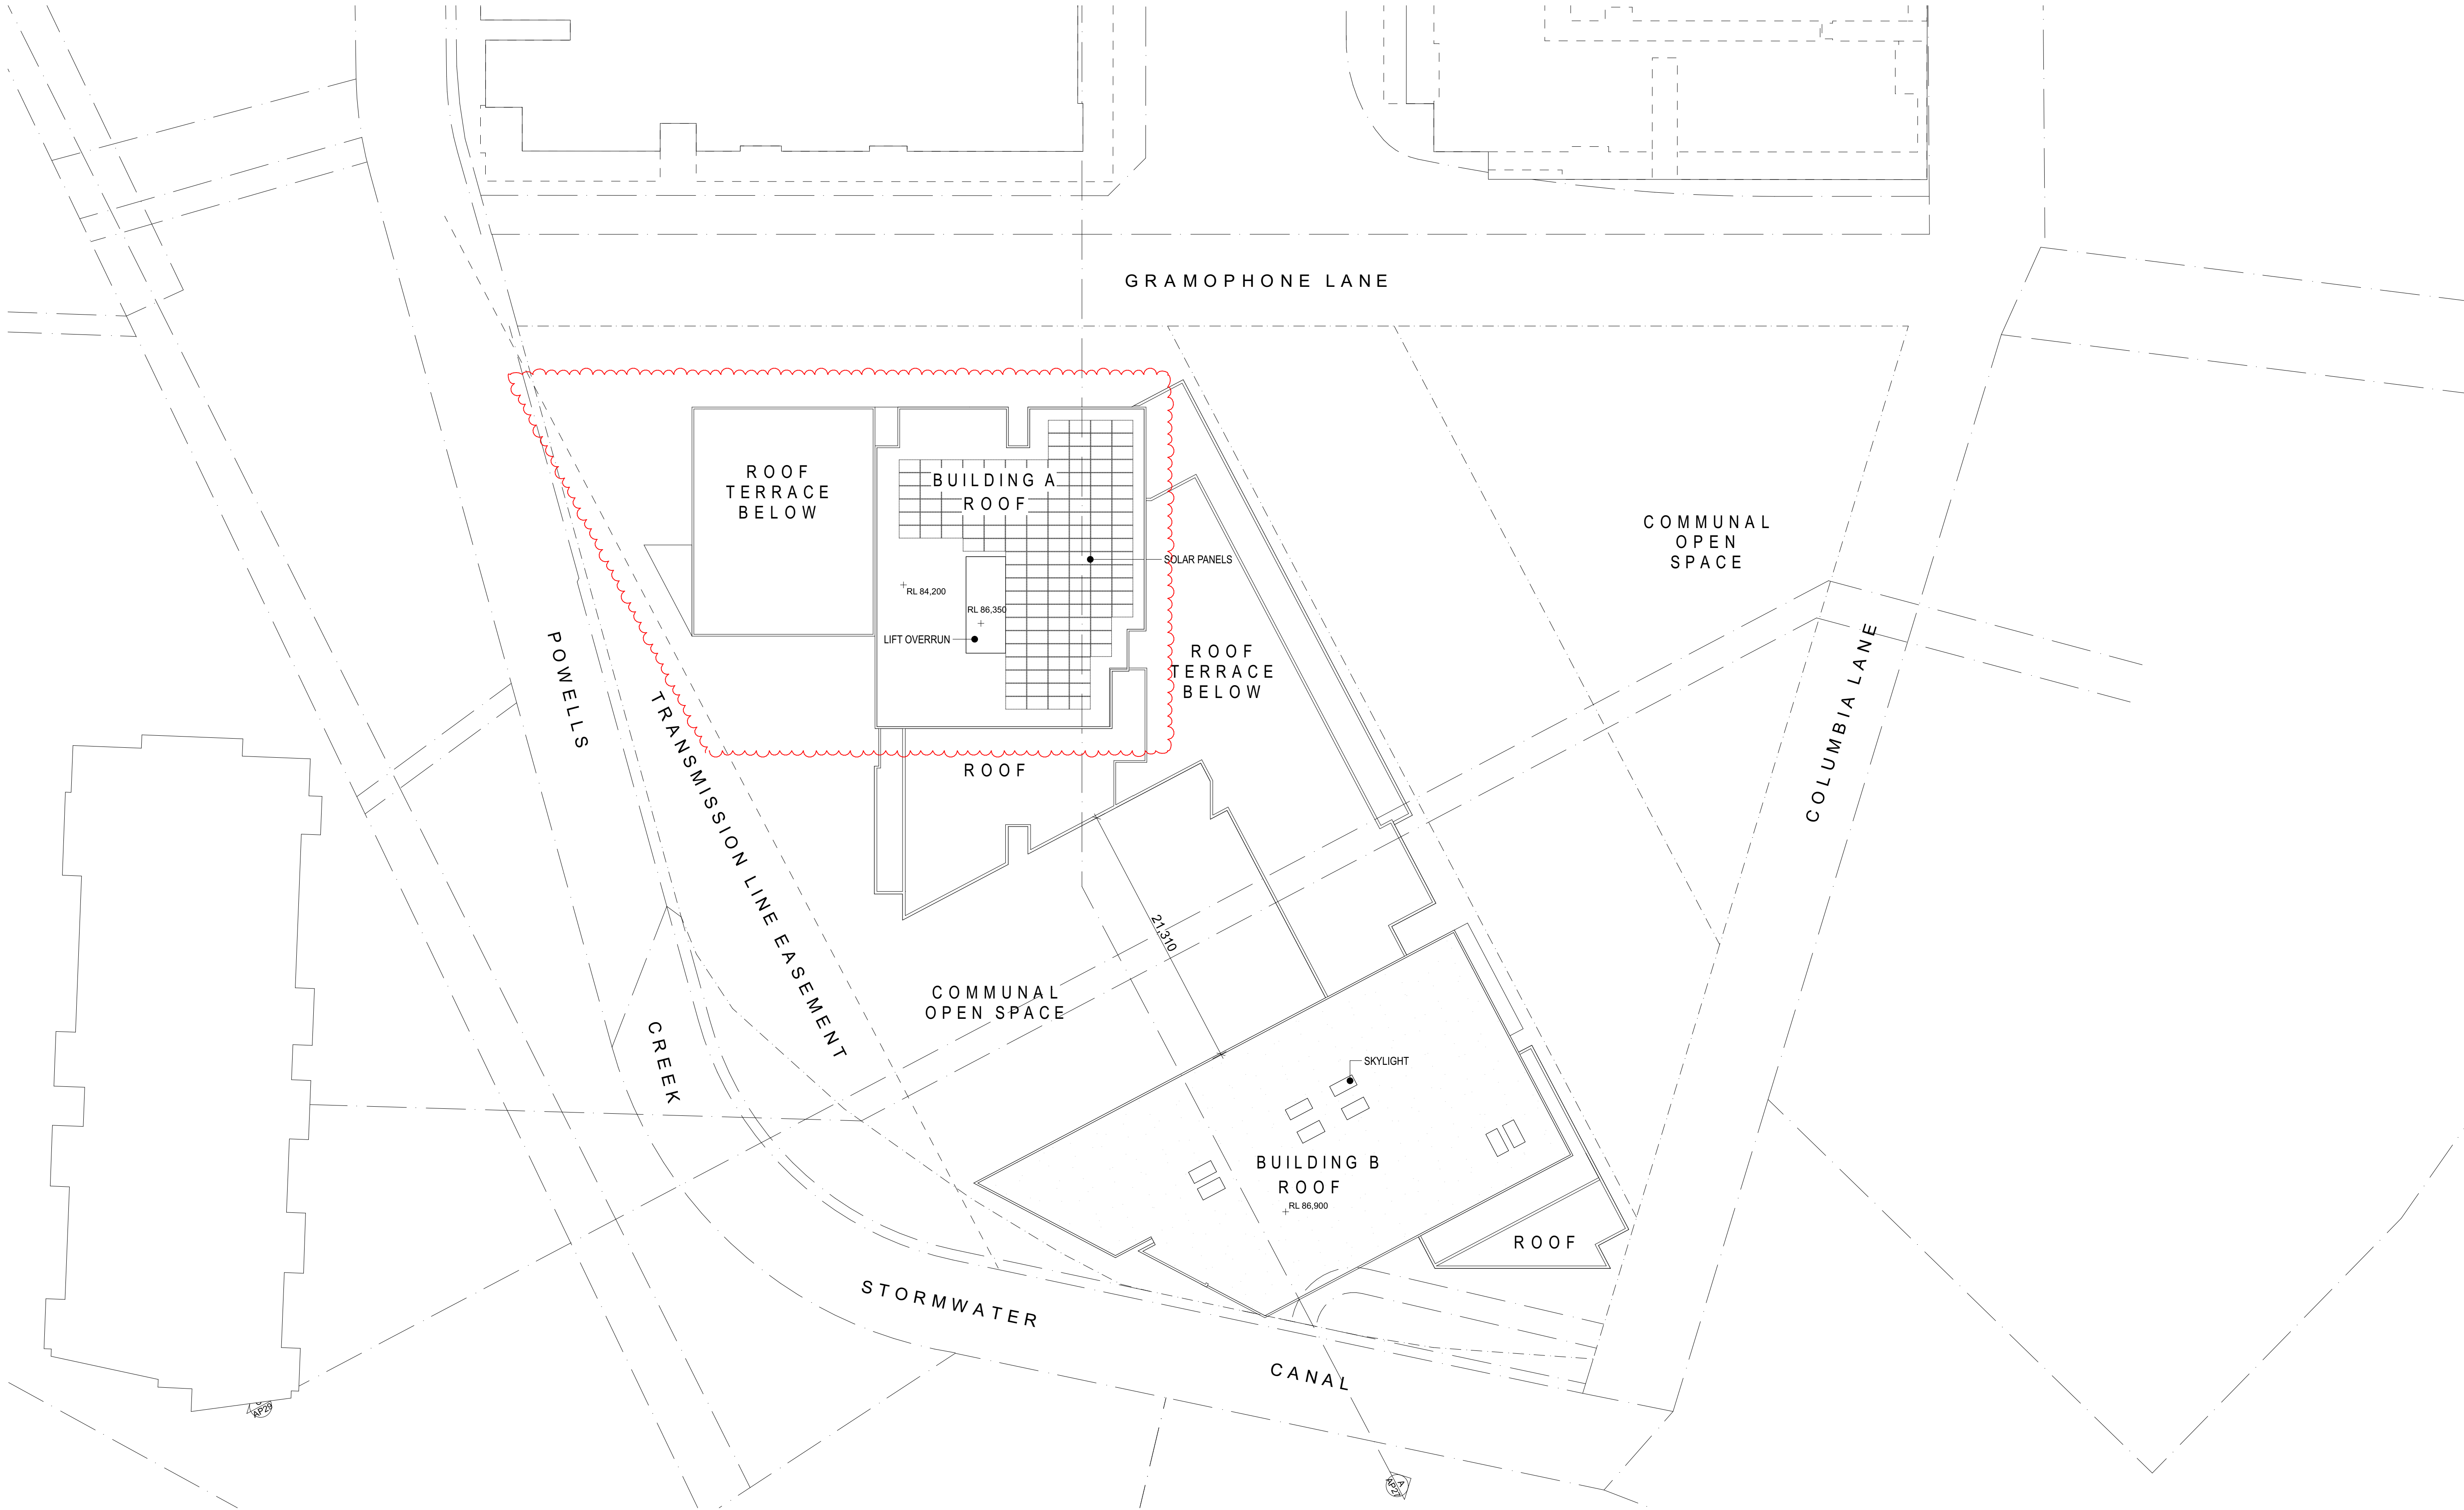 GRAMOPHONE LANE
ROOF
TERRACE
BELOW
BUILDING A
ROOF
SOLAR PANELS
RL 84,200
RL 86,350
LIFT OVERRUN
COMMUNAL
OPEN
SPACE
ROOF
TERRACE
BELOW
COLUMBIA LANE
POWELLS
CREEK
TRANSMISSION LINE EASEMENT
ROOF
21,310
COMMUNAL
OPEN SPACE
SKYLIGHT
BUILDING B
ROOF
RL 86,900
ROOF
STORMWATER
CANAL
AP29
A